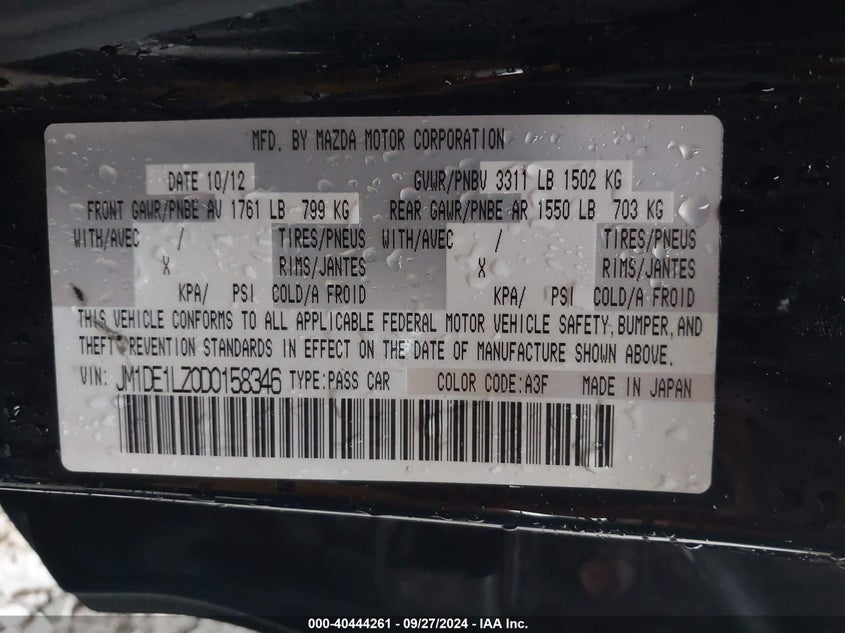 MFD. BY MAZDA MOTOR CORPORATION
DATE 10/12 GVWR/PNBV 3311 LB 1502 KG
FRONT GAWR/PNBE AV 1761 LB 799 KG REAR GAWR/PNBE AR 1550 LB 703 KG
WITH/AVEC / TIRES/PNEUS WITH/AVEC / TIRES/PNEUS
X RIMS/JANTES X RIMS/JANTES
KPA/ PSI COLD/A FROID KPA/ PSI COLD/A FROID
THIS VEHICLE CONFORMS TO ALL APPLICABLE FEDERAL MOTOR VEHICLE SAFETY, BUMPER, AND
THEFT PREVENTION STANDARDS IN EFFECT ON THE DATE OF MANUFACTURE SHOWN ABOVE.
VIN: JM1DE1LZ0D0158346 TYPE:PASS CAR COLOR CODE:A3F MADE IN JAPAN
000-40444261 - 09/27/2024 - IAA Inc.